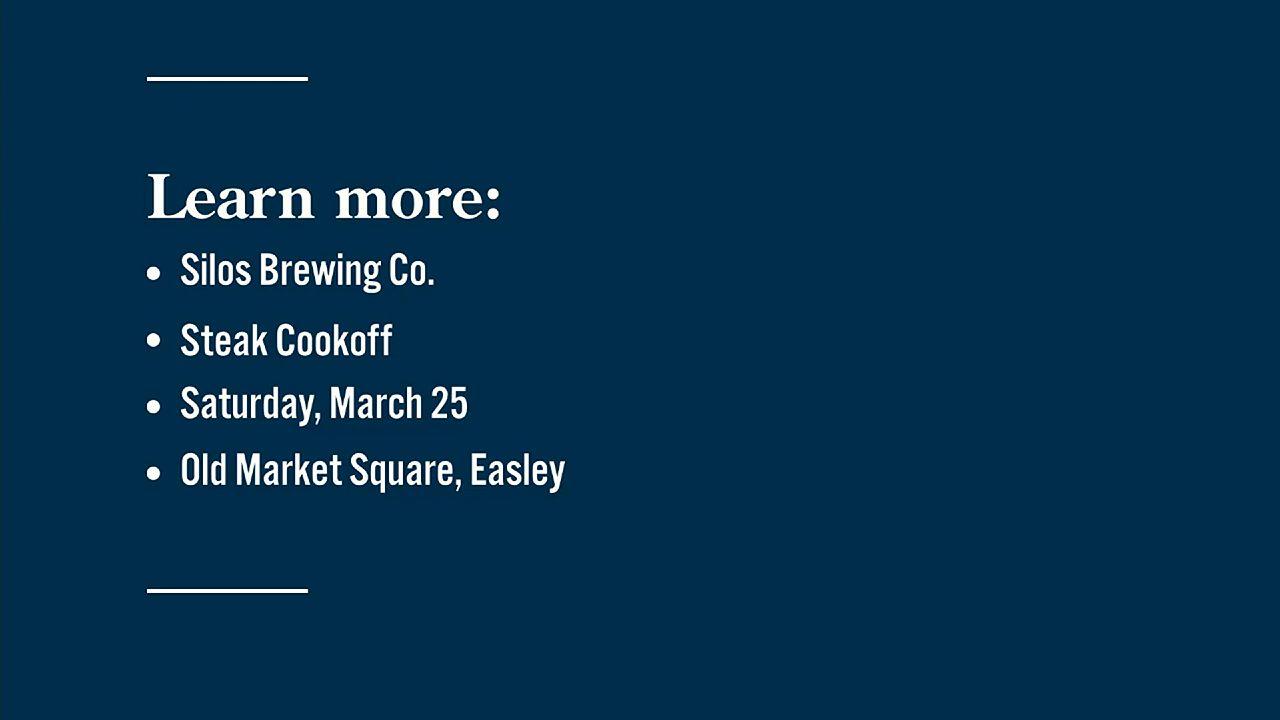 Learn more:
• Silos Brewing Co.
• Steak Cookoff
• Saturday, March 25
• Old Market Square, Easley